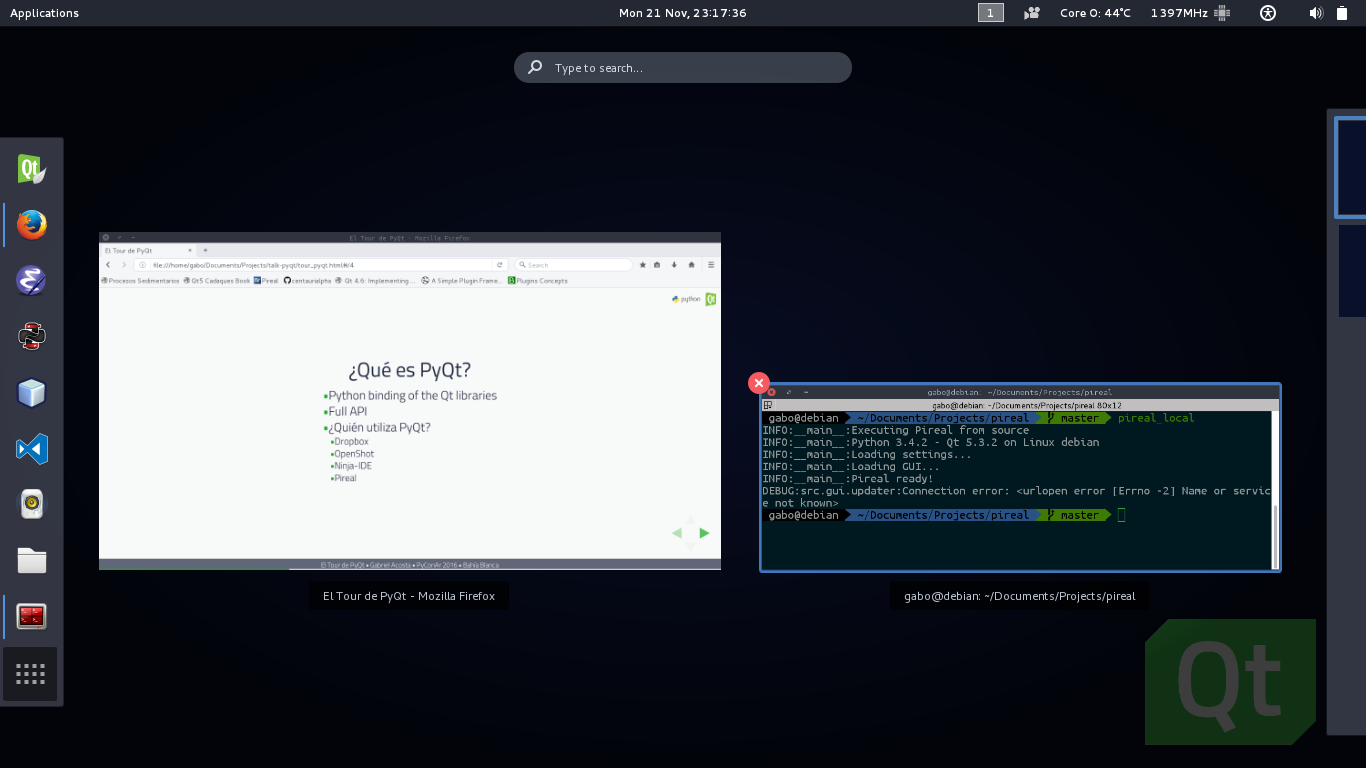 Applications
Mon 21 Nov, 23:17:36
1
Core 0: 44°C
1397MHz
Type to search...
Qt
El Tour de PyQt - Mozilla Firefox
El Tour de PyQt
file:///home/gabo/Documents/Projects/talk-pyqt/tour_pyqt.html#/4
Search
Procesos Sedimentarios
Qt5 Cadaques Book
Pireal
centaurialpha
Qt 4.6: Implementing ...
A Simple Plugin Frame...
Plugins Concepts
python
Qt
¿Qué es PyQt?
Python binding of the Qt libraries
Full API
¿Quién utiliza PyQt?
Dropbox
OpenShot
Ninja-IDE
Pireal
El Tour de PyQt • Gabriel Acosta • PyConAr 2016 • Bahía Blanca
El Tour de PyQt - Mozilla Firefox
gabo@debian: ~/Documents/Projects/pireal
gabo@debian: ~/Documents/Projects/pireal 80x12
gabo@debian ~/Documents/Projects/pireal master pireal_local
INFO:__main__:Executing Pireal from source
INFO:__main__:Python 3.4.2 - Qt 5.3.2 on Linux debian
INFO:__main__:Loading settings...
INFO:__main__:Loading GUI...
INFO:__main__:Pireal ready!
DEBUG:src.gui.updater:Connection error: <urlopen error [Errno -2] Name or servic
e not known>
gabo@debian ~/Documents/Projects/pireal master
gabo@debian: ~/Documents/Projects/pireal
Qt